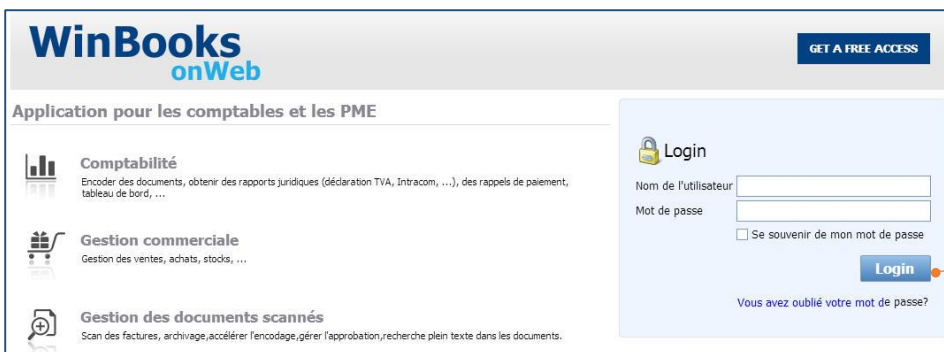 WinBooks
onWeb
GET A FREE ACCESS
Application pour les comptables et les PME
Comptabilité
Encoder des documents, obtenir des rapports juridiques (déclaration TVA, Intracom, ...), des rappels de paiement,
tableau de bord, ...
Gestion commerciale
Gestion des ventes, achats, stocks, ...
Gestion des documents scannés
Scan des factures, archivage,accélérer l'encodage,gérer l'approbation,recherche plein texte dans les documents.
Login
Nom de l'utilisateur
Mot de passe
Se souvenir de mon mot de passe
Login
Vous avez oublié votre mot de passe?